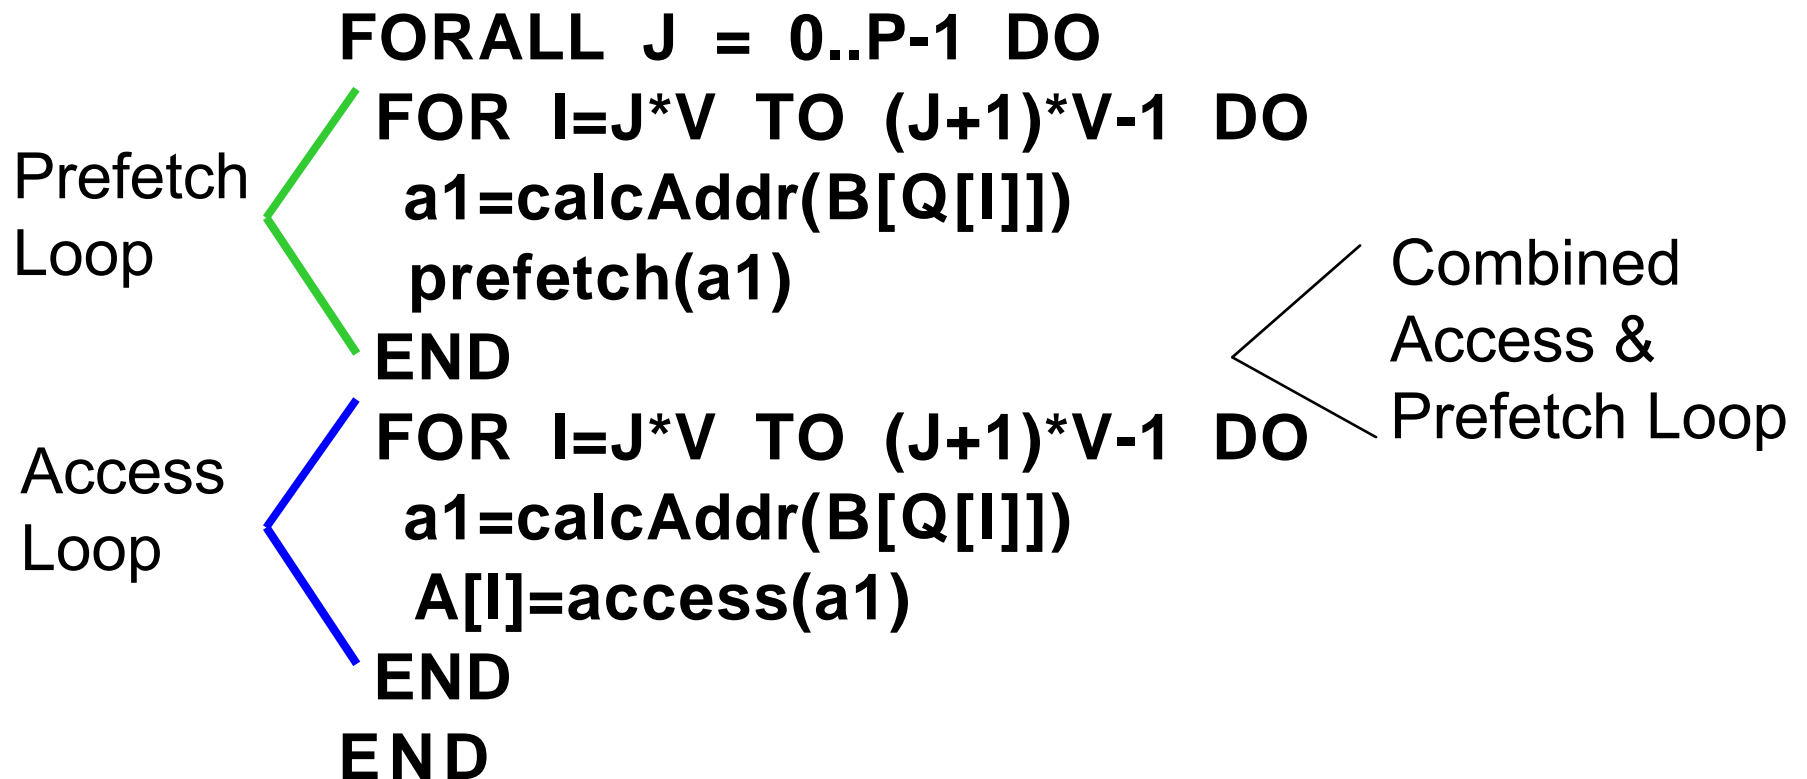 FORALL J = 0..P-1 DO
FOR I=J*V TO (J+1)*V-1 DO
a1=calcAddr(B[Q[I]])
prefetch(a1)
END
FOR I=J*V TO (J+1)*V-1 DO
a1=calcAddr(B[Q[I]])
A[I]=access(a1)
END
END
Prefetch
Loop
Access
Loop
Combined
Access &
Prefetch Loop